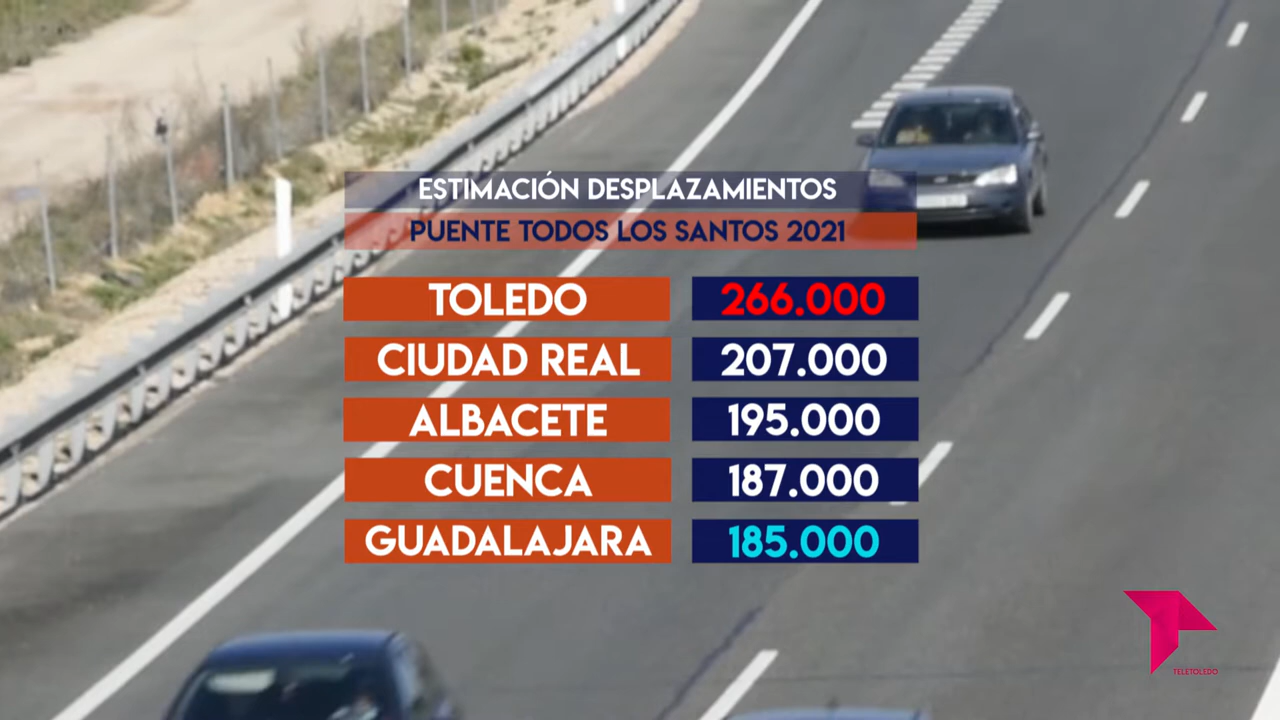 ESTIMACIÓN DESPLAZAMIENTOS
PUENTE TODOS LOS SANTOS 2021
TOLEDO 266.000
CIUDAD REAL 207.000
ALBACETE 195.000
CUENCA 187.000
GUADALAJARA 185.000
TELETOLEDO